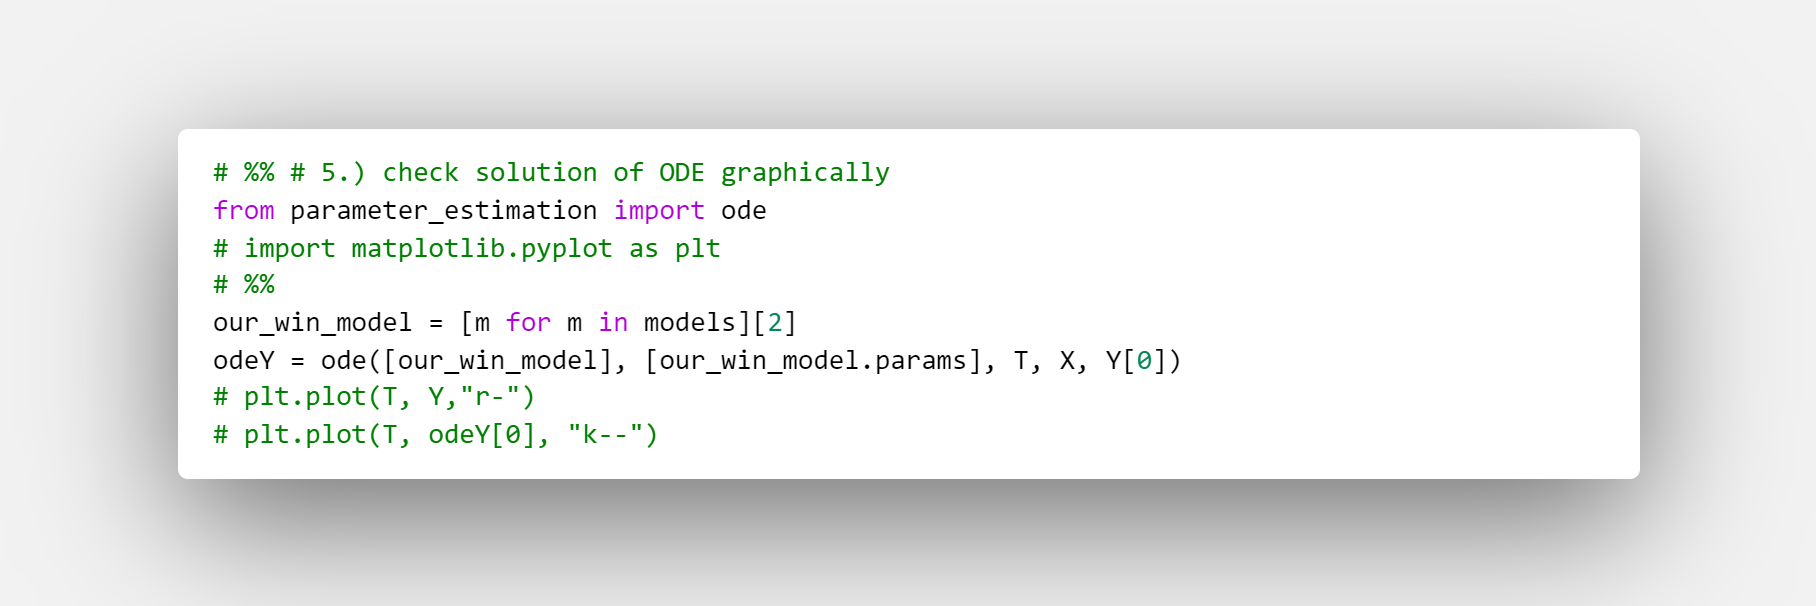 # %% # 5.) check solution of ODE graphically
from parameter_estimation import ode
# import matplotlib.pyplot as plt
# %%
our_win_model = [m for m in models][2]
odeY = ode([our_win_model], [our_win_model.params], T, X, Y[0])
# plt.plot(T, Y,"r-")
# plt.plot(T, odeY[0], "k--")